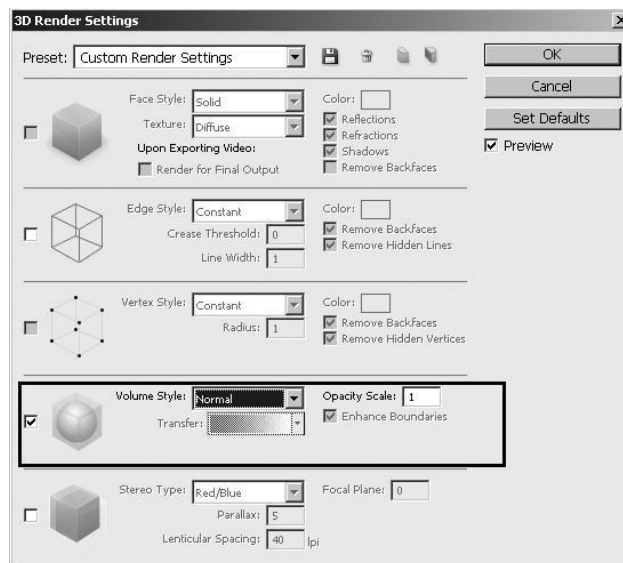 3D Render Settings
Preset: Custom Render Settings
OK
Cancel
Set Defaults
Preview
Face Style: Solid
Color:
Texture: Diffuse
Reflections
Refractions
Upon Exporting Video:
Shadows
Render for Final Output
Remove Backfaces
Edge Style: Constant
Color:
Crease Threshold: 0
Remove Backfaces
Line Width: 1
Remove Hidden Lines
Vertex Style: Constant
Color:
Radius: 1
Remove Backfaces
Remove Hidden Vertices
Volume Style: Normal
Opacity Scale: 1
Transfer:
Enhance Boundaries
Stereo Type: Red/Blue
Focal Plane: 0
Parallax: 5
Lenticular Spacing: 40 lpi